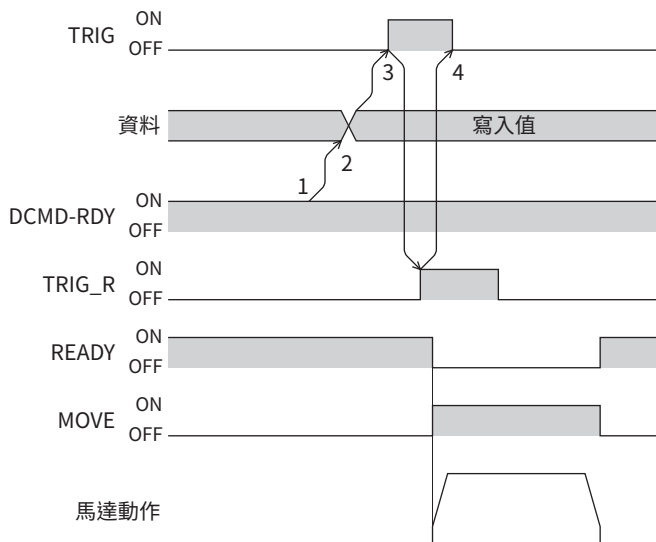 TRIG ON
OFF
3 4
資料 寫入值
2
1
DCMD-RDY ON
OFF
TRIG_R ON
OFF
READY ON
OFF
MOVE ON
OFF
馬達動作